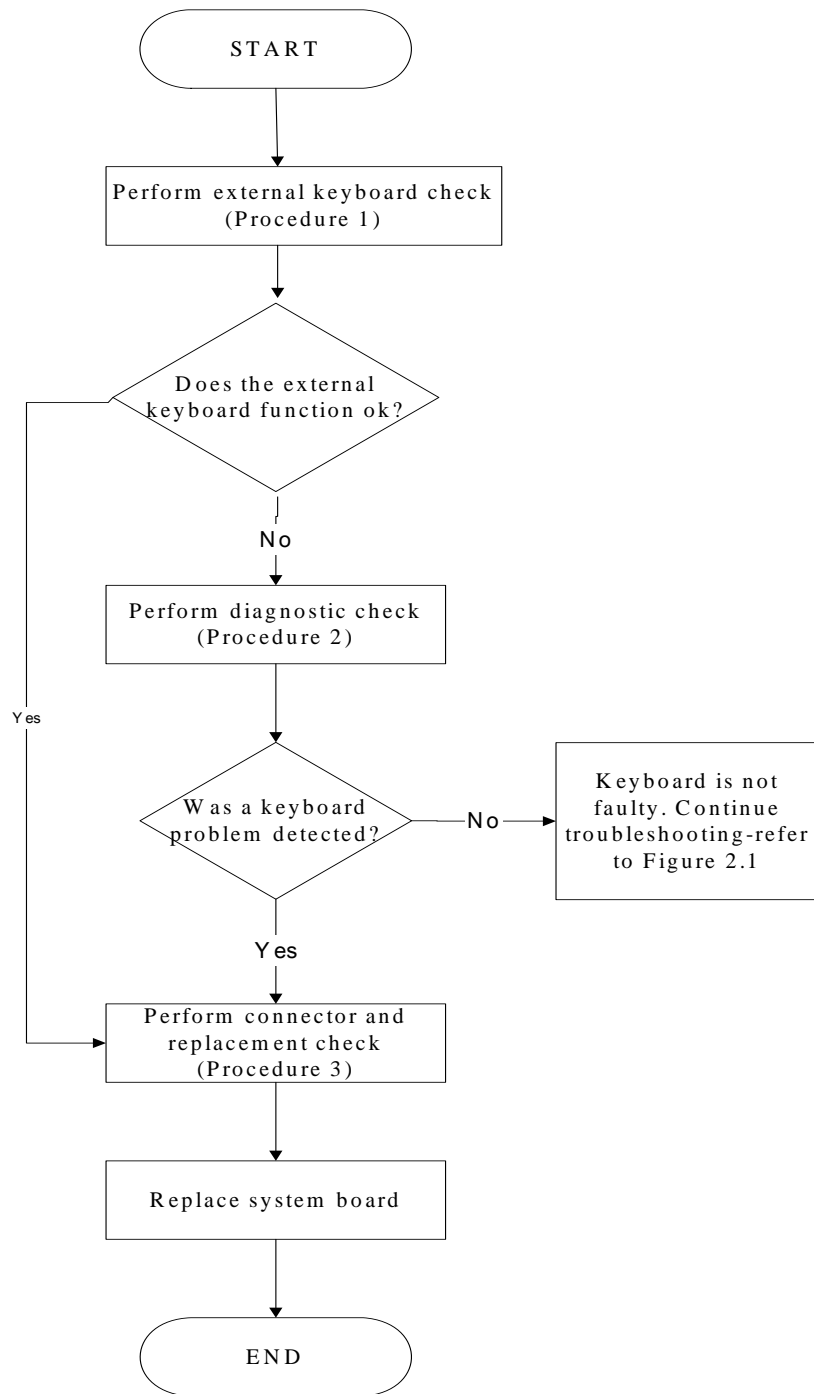 START
Perform external keyboard check
(Procedure 1)
Does the external
keyboard function ok?
No
Perform diagnostic check
(Procedure 2)
Yes
Was a keyboard
problem detected?
No
Keyboard is not
faulty. Continue
troubleshooting-refer
to Figure 2.1
Yes
Perform connector and
replacement check
(Procedure 3)
Replace system board
END